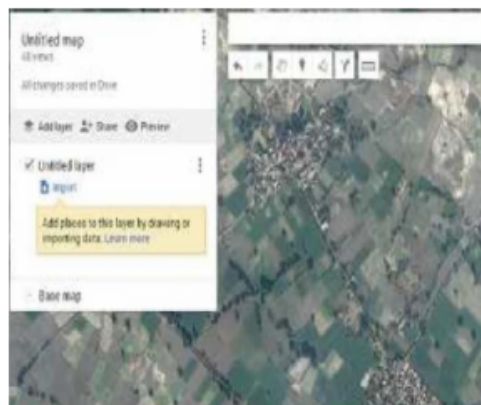 Untitled map
All changes saved in Drive
Add layer Share Preview
Untitled layer
Import
Add places to this layer by drawing or
importing data. Learn more
Base map